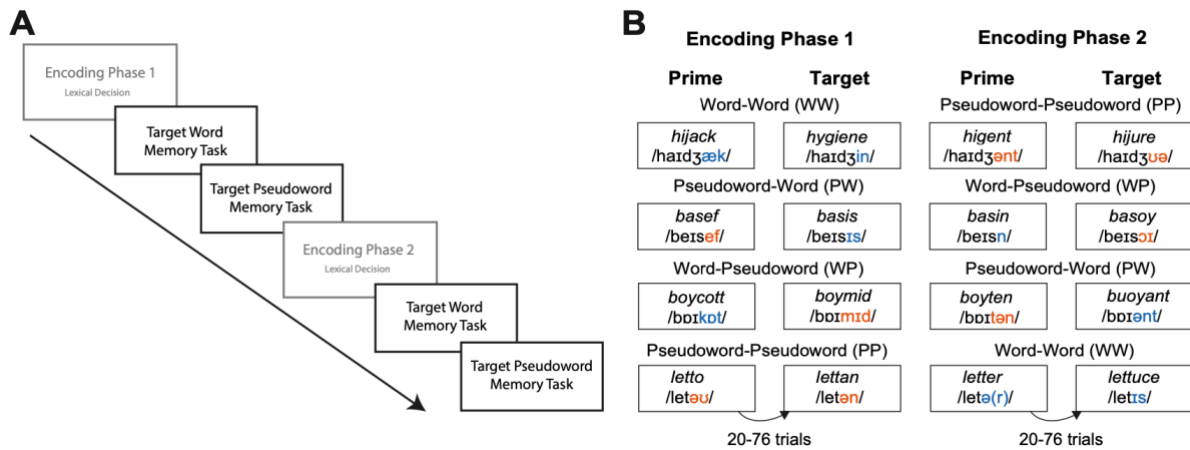 A
Encoding Phase 1
Lexical Decision
Target Word
Memory Task
Target Pseudoword
Memory Task
Encoding Phase 2
Lexical Decision
Target Word
Memory Task
Target Pseudoword
Memory Task
B
Encoding Phase 1
Prime Target
Word-Word (WW)
hijack hygiene
/haɪdʒæk/ /haɪdʒin/
Pseudoword-Word (PW)
basef basis
/beɪsef/ /beɪsɪs/
Word-Pseudoword (WP)
boycott boymid
/bɒɪkɒt/ /bɒɪmɪd/
Pseudoword-Pseudoword (PP)
letto lettan
/letəʊ/ /letən/
20-76 trials
Encoding Phase 2
Prime Target
Pseudoword-Pseudoword (PP)
higent hijure
/haɪdʒənt/ /haɪdʒʊə/
Word-Pseudoword (WP)
basin basoy
/beɪsn/ /beɪsɔɪ/
Pseudoword-Word (PW)
boyten buoyant
/bɒɪtən/ /bɒɪənt/
Word-Word (WW)
letter lettuce
/letə(r)/ /letɪs/
20-76 trials